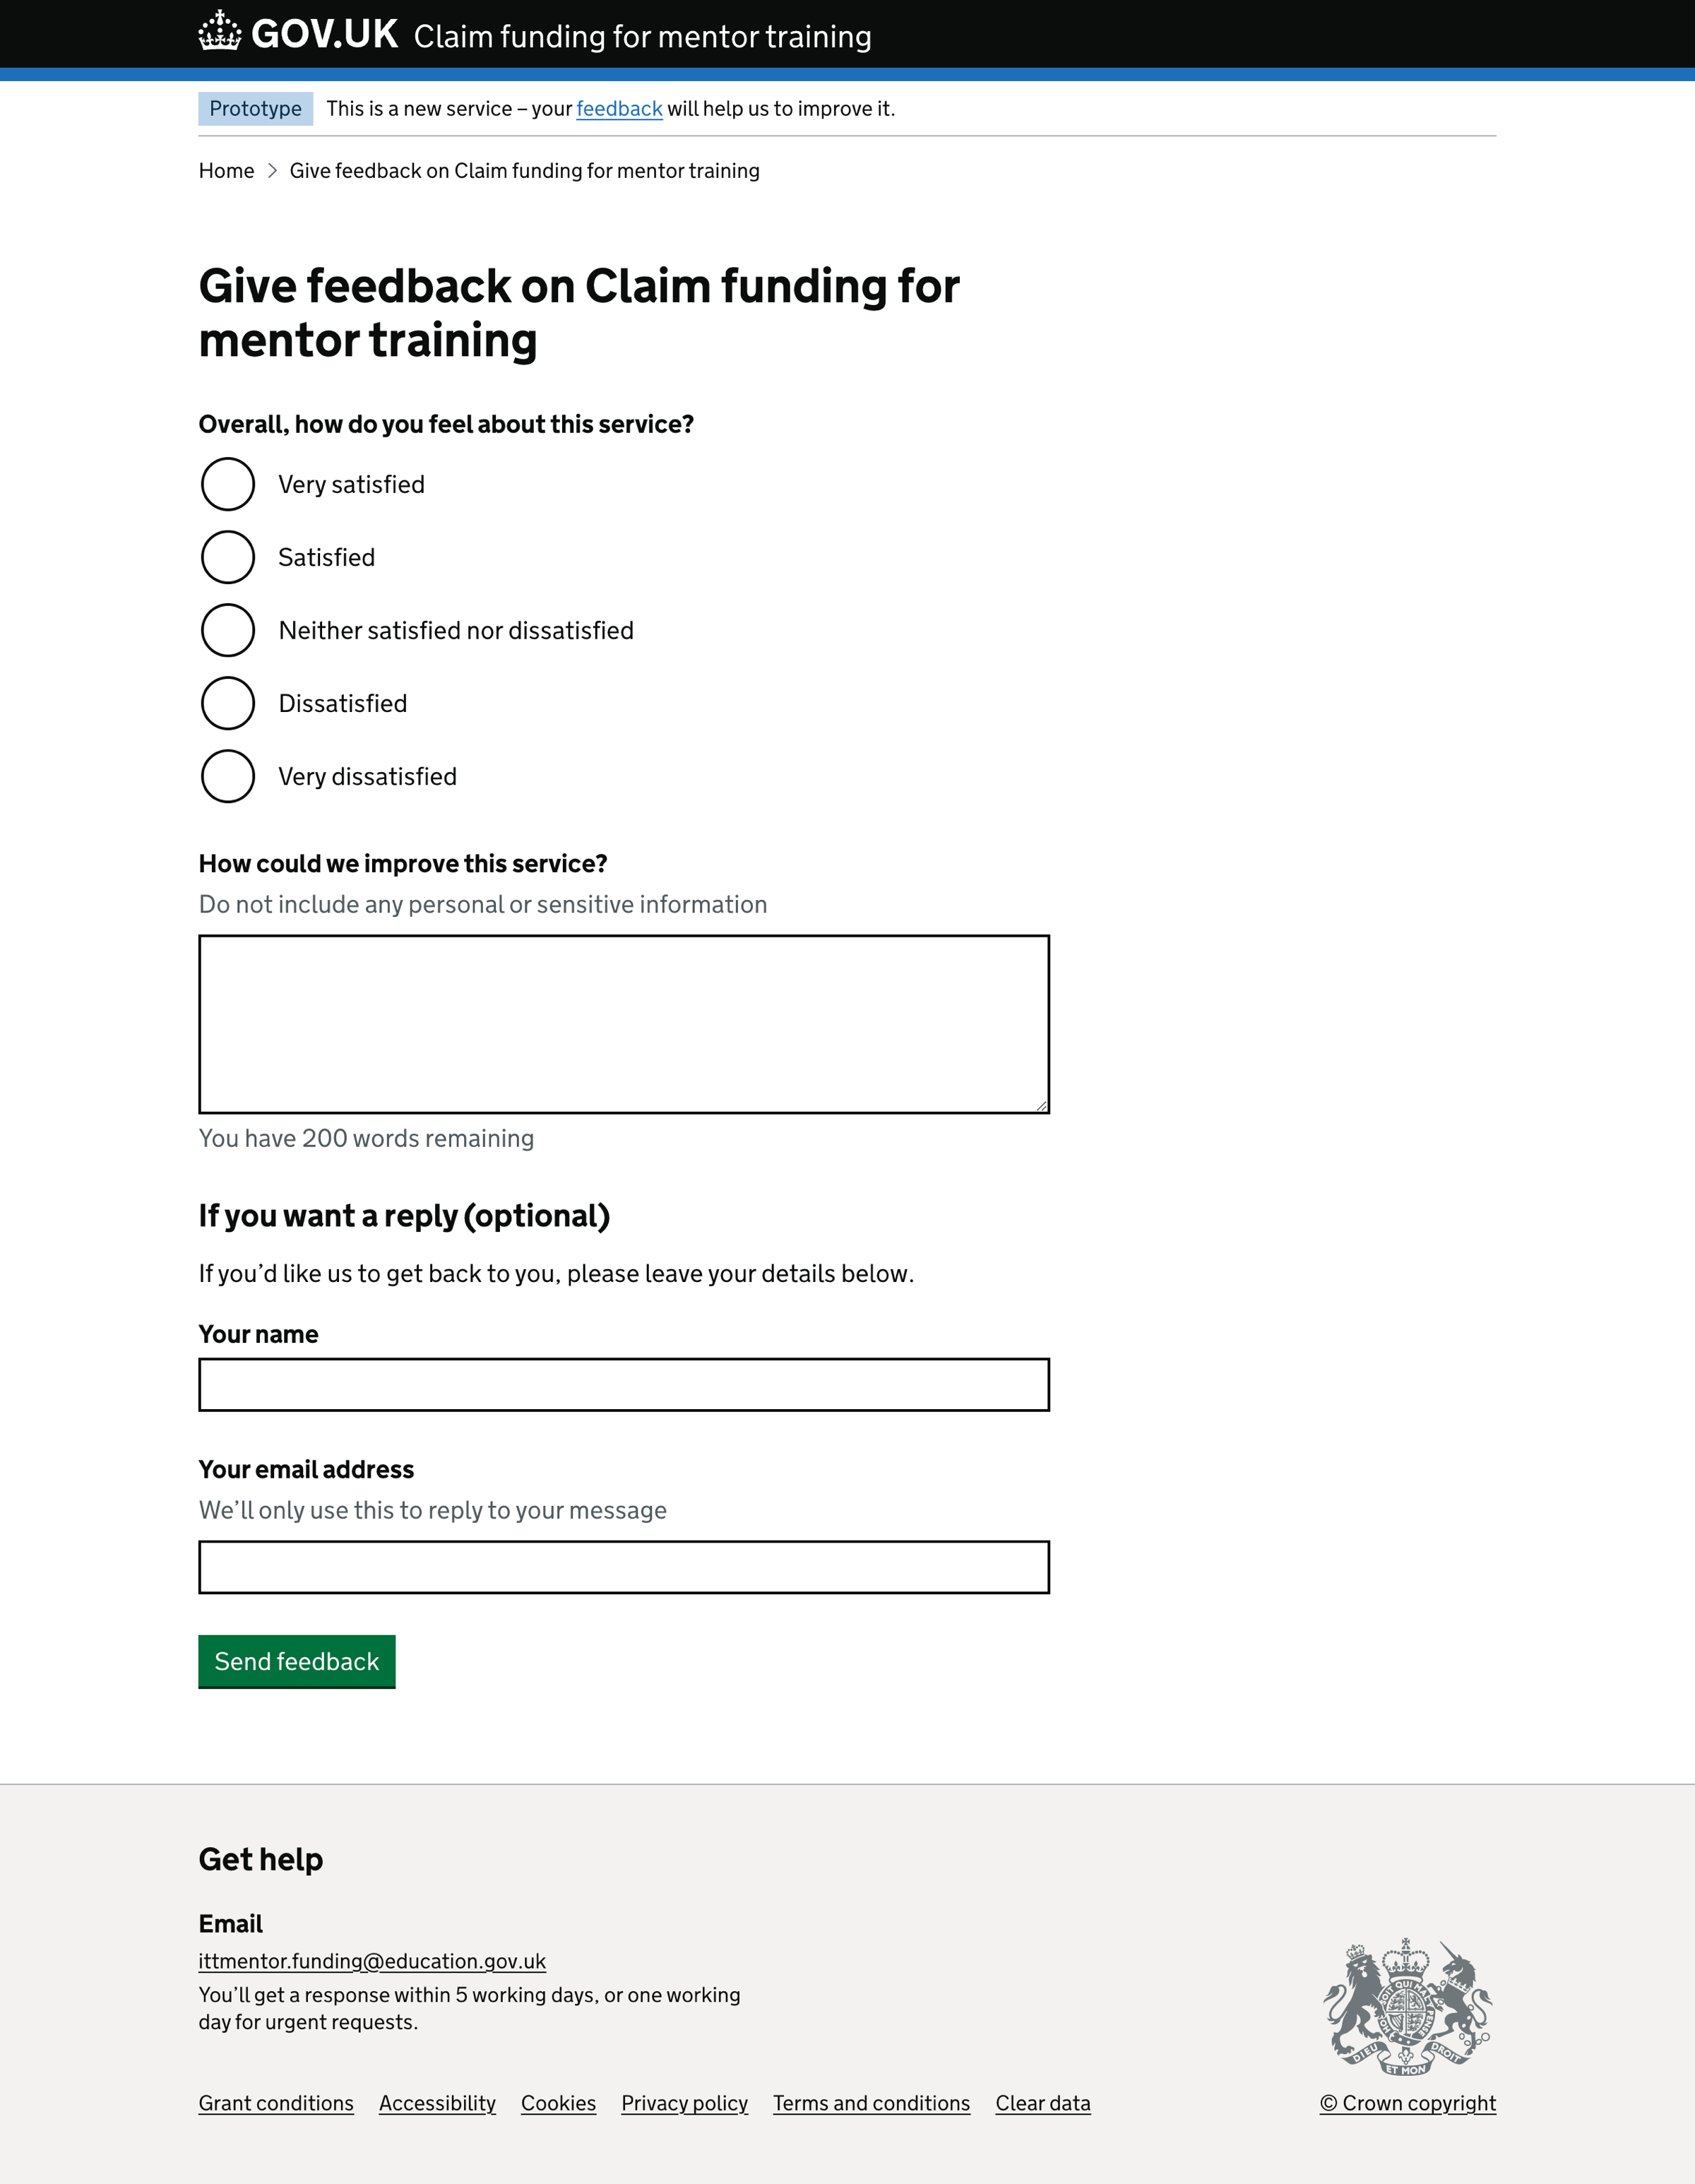 GOV.UK Claim funding for mentor training
Prototype This is a new service – your feedback will help us to improve it.
Home Give feedback on Claim funding for mentor training
Give feedback on Claim funding for
mentor training
Overall, how do you feel about this service?
Very satisfied
Satisfied
Neither satisfied nor dissatisfied
Dissatisfied
Very dissatisfied
How could we improve this service?
Do not include any personal or sensitive information
You have 200 words remaining
If you want a reply (optional)
If you’d like us to get back to you, please leave your details below.
Your name
Your email address
We’ll only use this to reply to your message
Send feedback
Get help
Email
ittmentor.funding@education.gov.uk
You’ll get a response within 5 working days, or one working
day for urgent requests.
DIEU ET MON DROIT
Grant conditions Accessibility Cookies Privacy policy Terms and conditions Clear data © Crown copyright